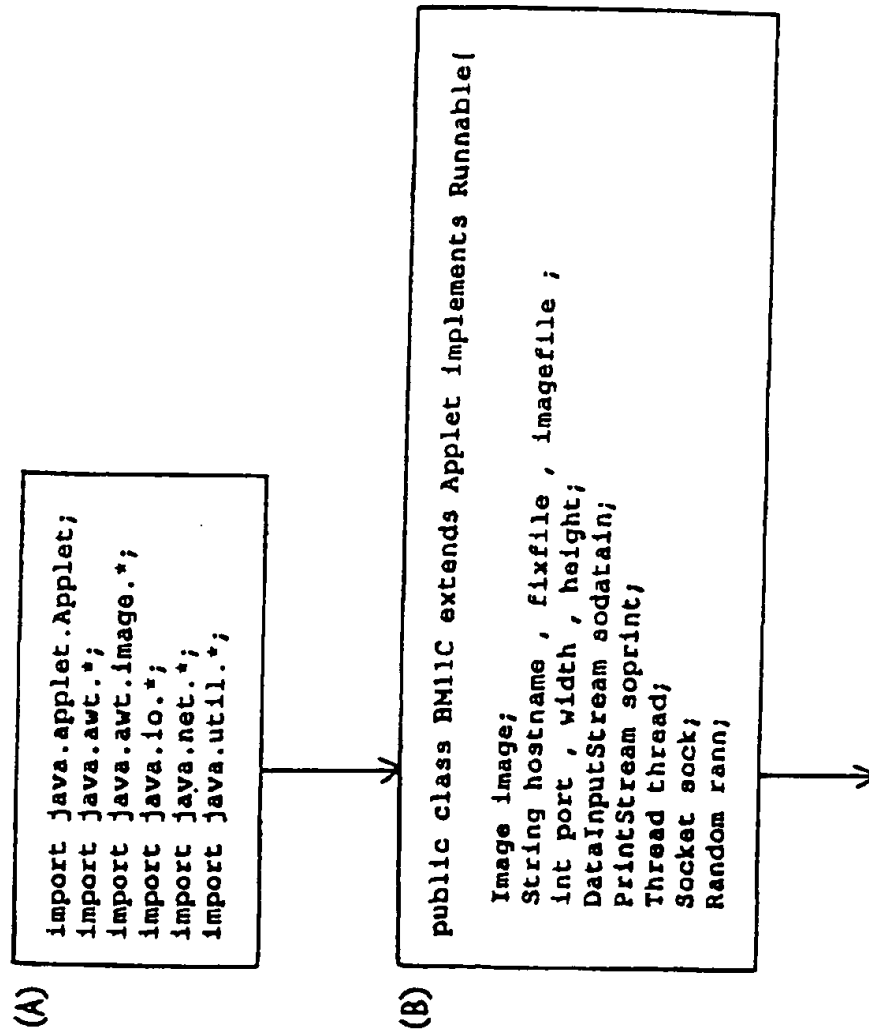 (A)
import java.applet.Applet;
import java.awt.*;
import java.awt.image.*;
import java.io.*;
import java.net.*;
import java.util.*;
(B)
public class BM11C extends Applet implements Runnable{
Image image;
String hostname , fixfile , imagefile ;
int port , width , height;
DataInputStream sodatain;
PrintStream soprint;
Thread thread;
Socket sock;
Random rann;